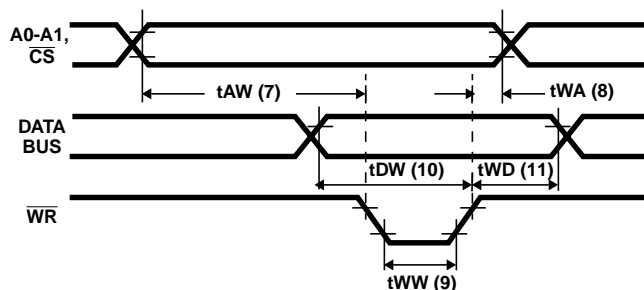 A0-A1,
CS
tAW (7)
tWA (8)
DATA
BUS
tDW (10)
tWD (11)
WR
tWW (9)